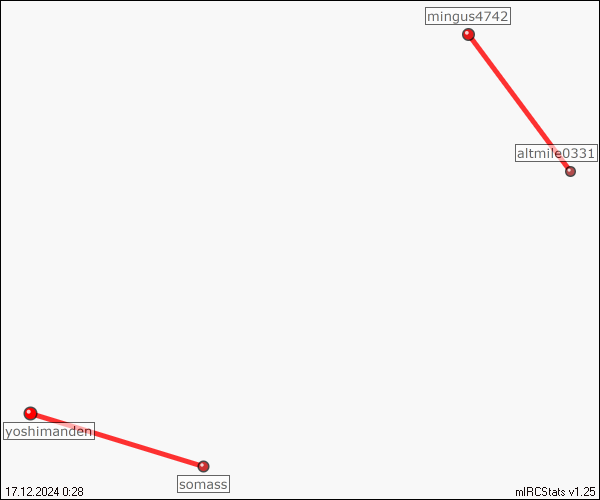 mingus4742
altmile0331
yoshimanden
somass
17.12.2024 0:28
mIRCStats v1.25